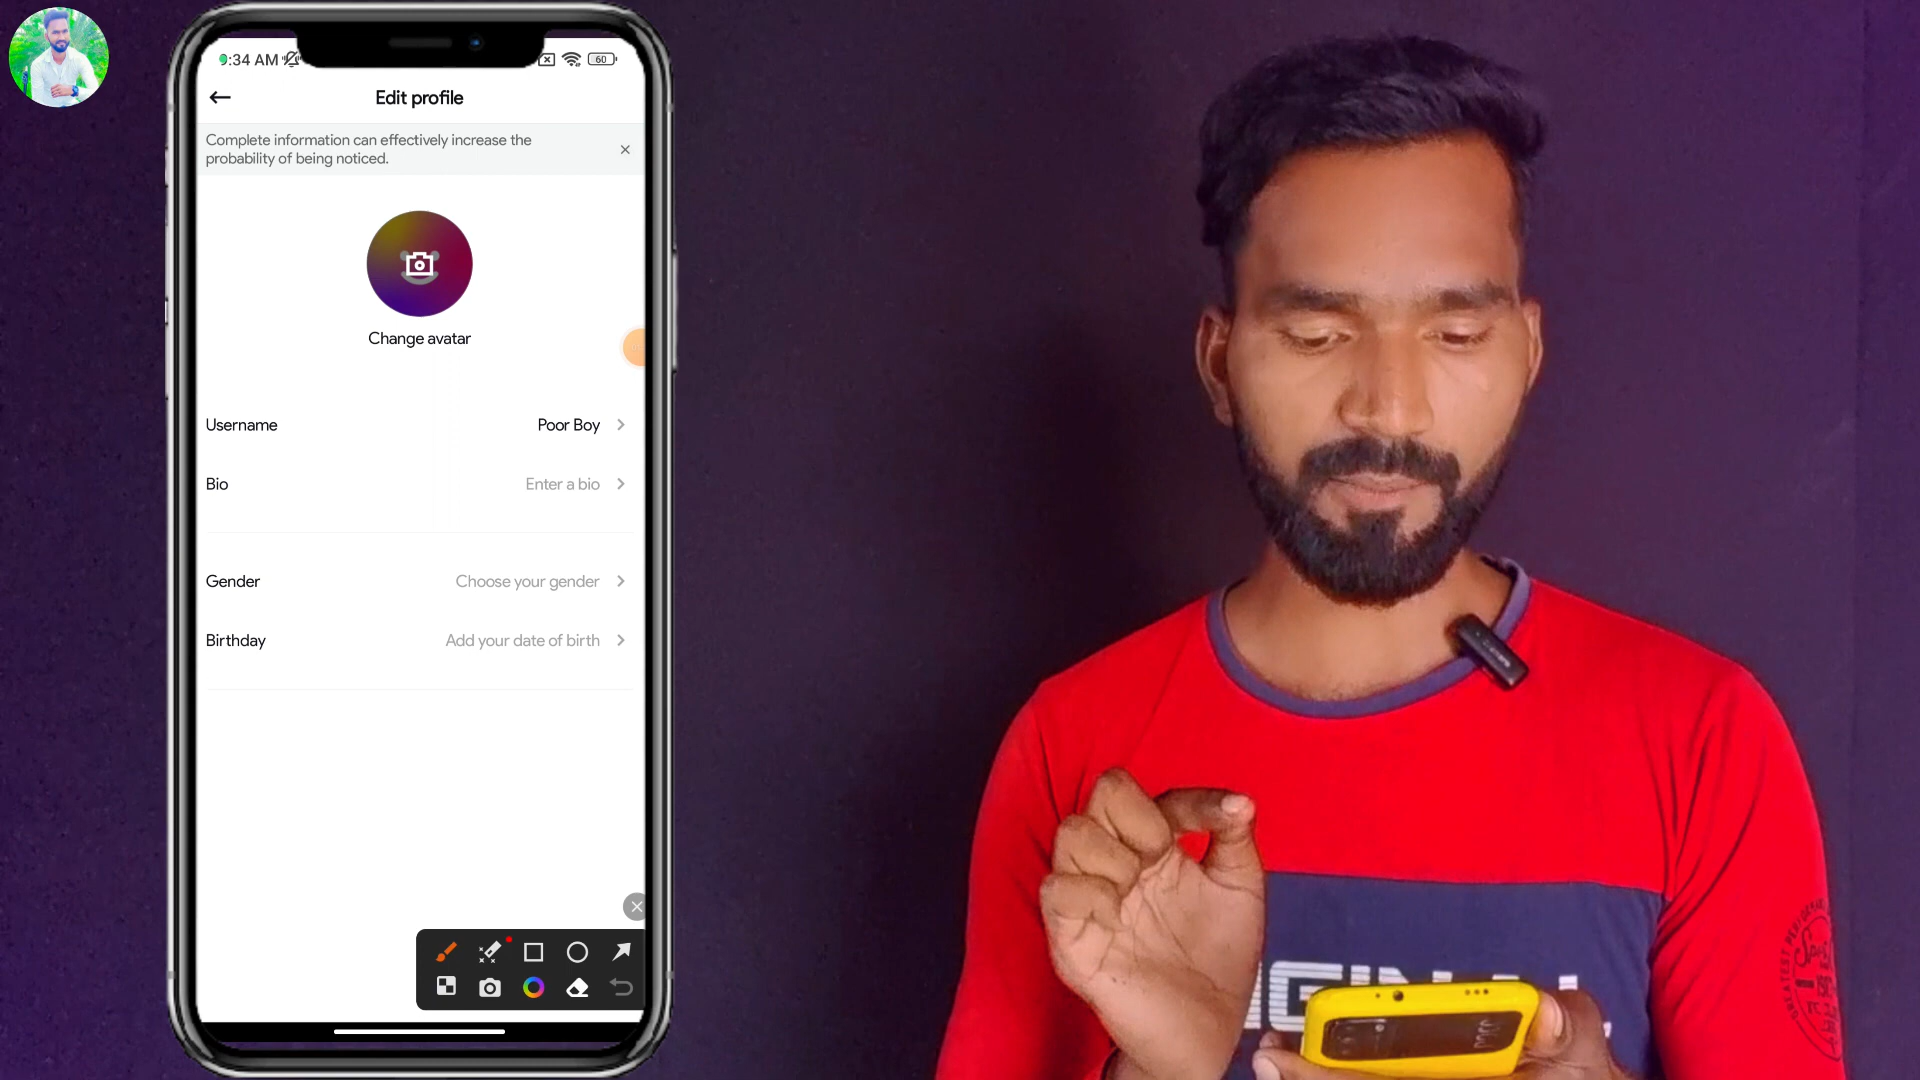 9:34 AM
60
Edit profile
Complete information can effectively increase the
probability of being noticed.
Change avatar
Username
Poor Boy
Bio
Enter a bio
Gender
Choose your gender
Birthday
Add your date of birth